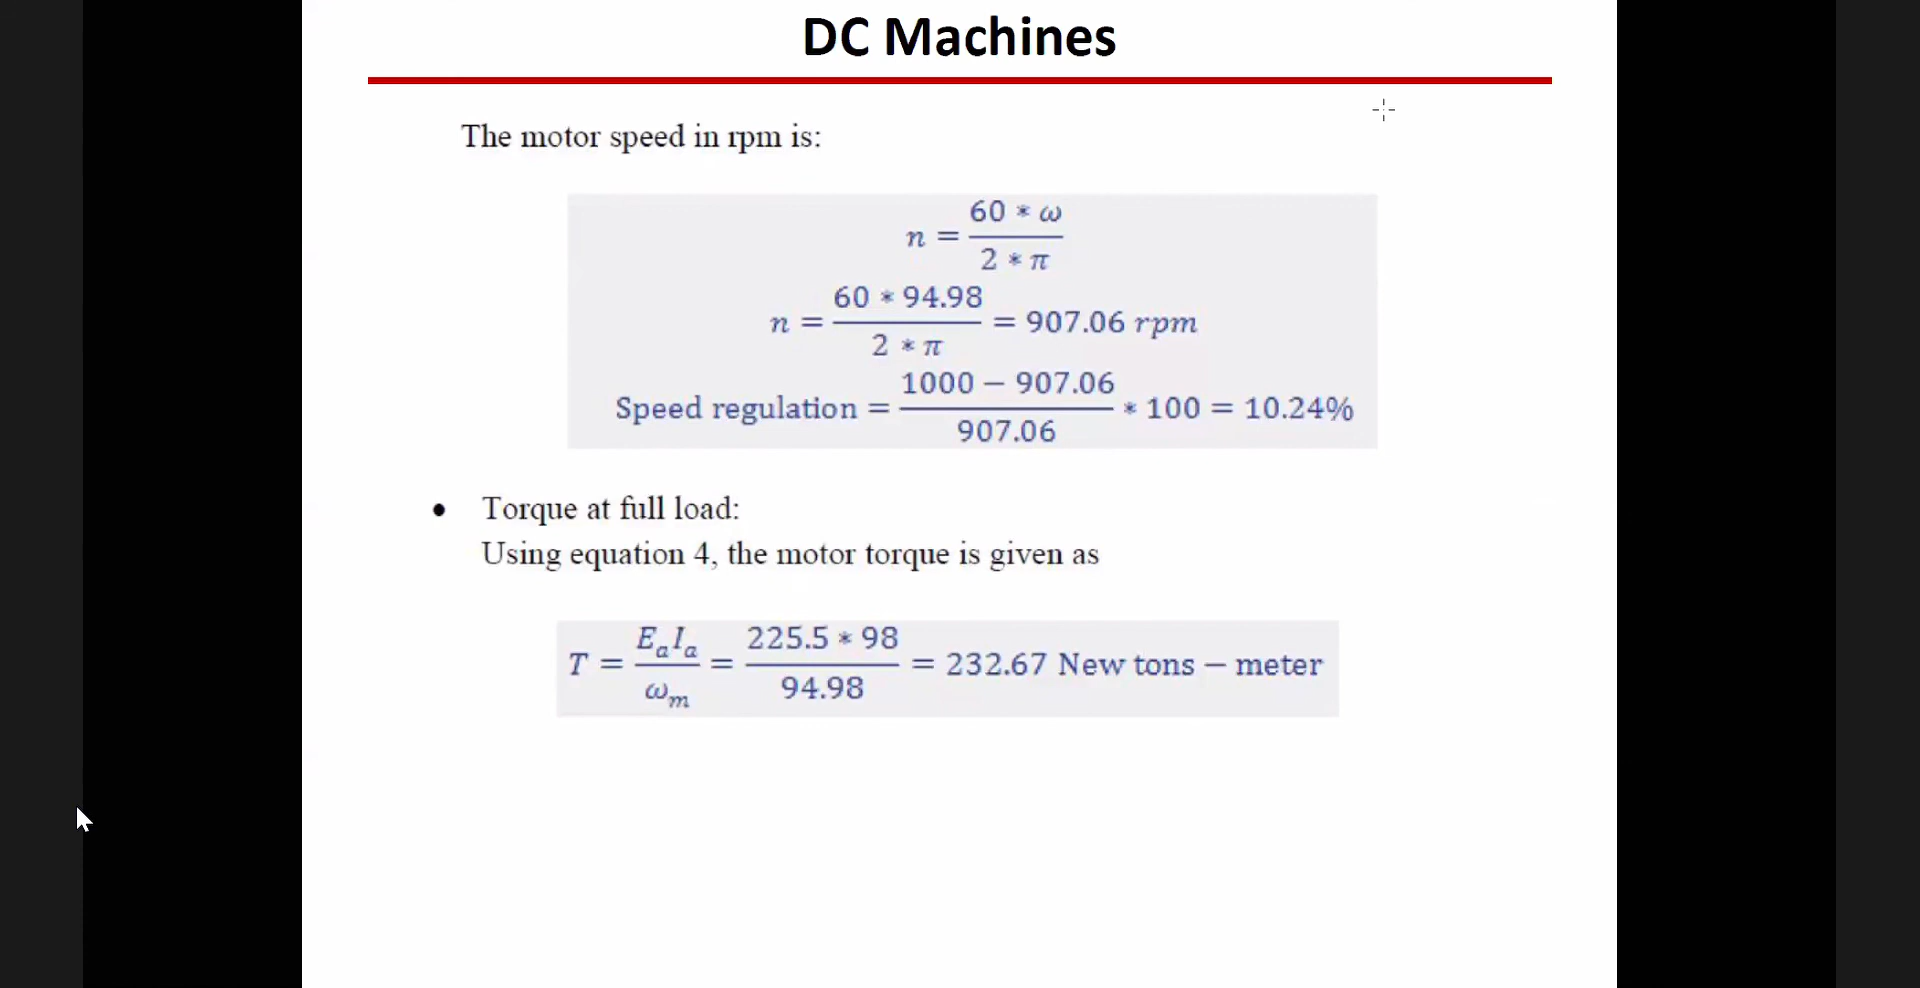 DC Machines
The motor speed in rpm is:
n = 60 * ω / 2 * π
n = 60 * 94.98 / 2 * π = 907.06 rpm
Speed regulation = 1000 − 907.06 / 907.06 * 100 = 10.24%
• Torque at full load:
Using equation 4, the motor torque is given as
T = EₐIₐ / ωₘ = 225.5 * 98 / 94.98 = 232.67 New tons − meter